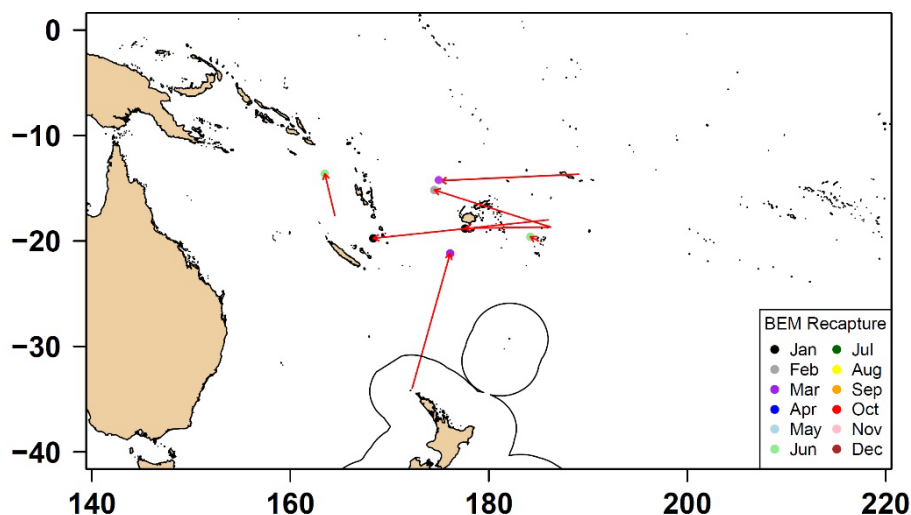 0
−10
−20
−30
−40
140 160 180 200 220
BEM Recapture
Jan Jul
Feb Aug
Mar Sep
Apr Oct
May Nov
Jun Dec